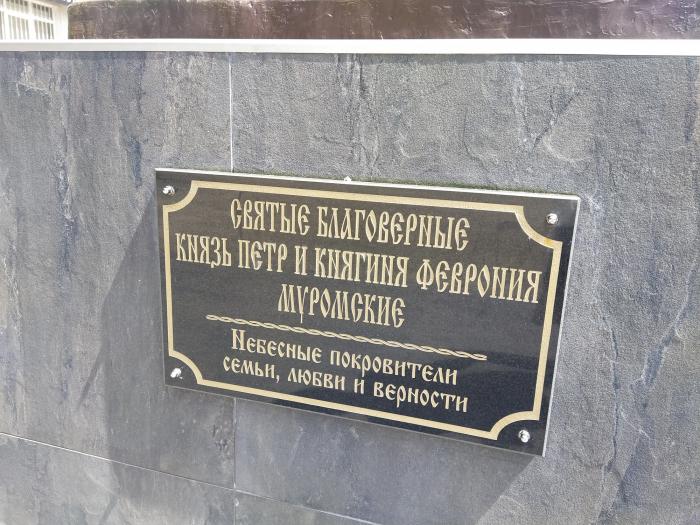 СВЯТЫЕ БЛАГОВЕРНЫЕ
КНЯЗЬ ПЕТР И КНЯГИНЯ ФЕВРОНИЯ
МУРОМСКИЕ
Небесные покровители
семьи, любви и верности